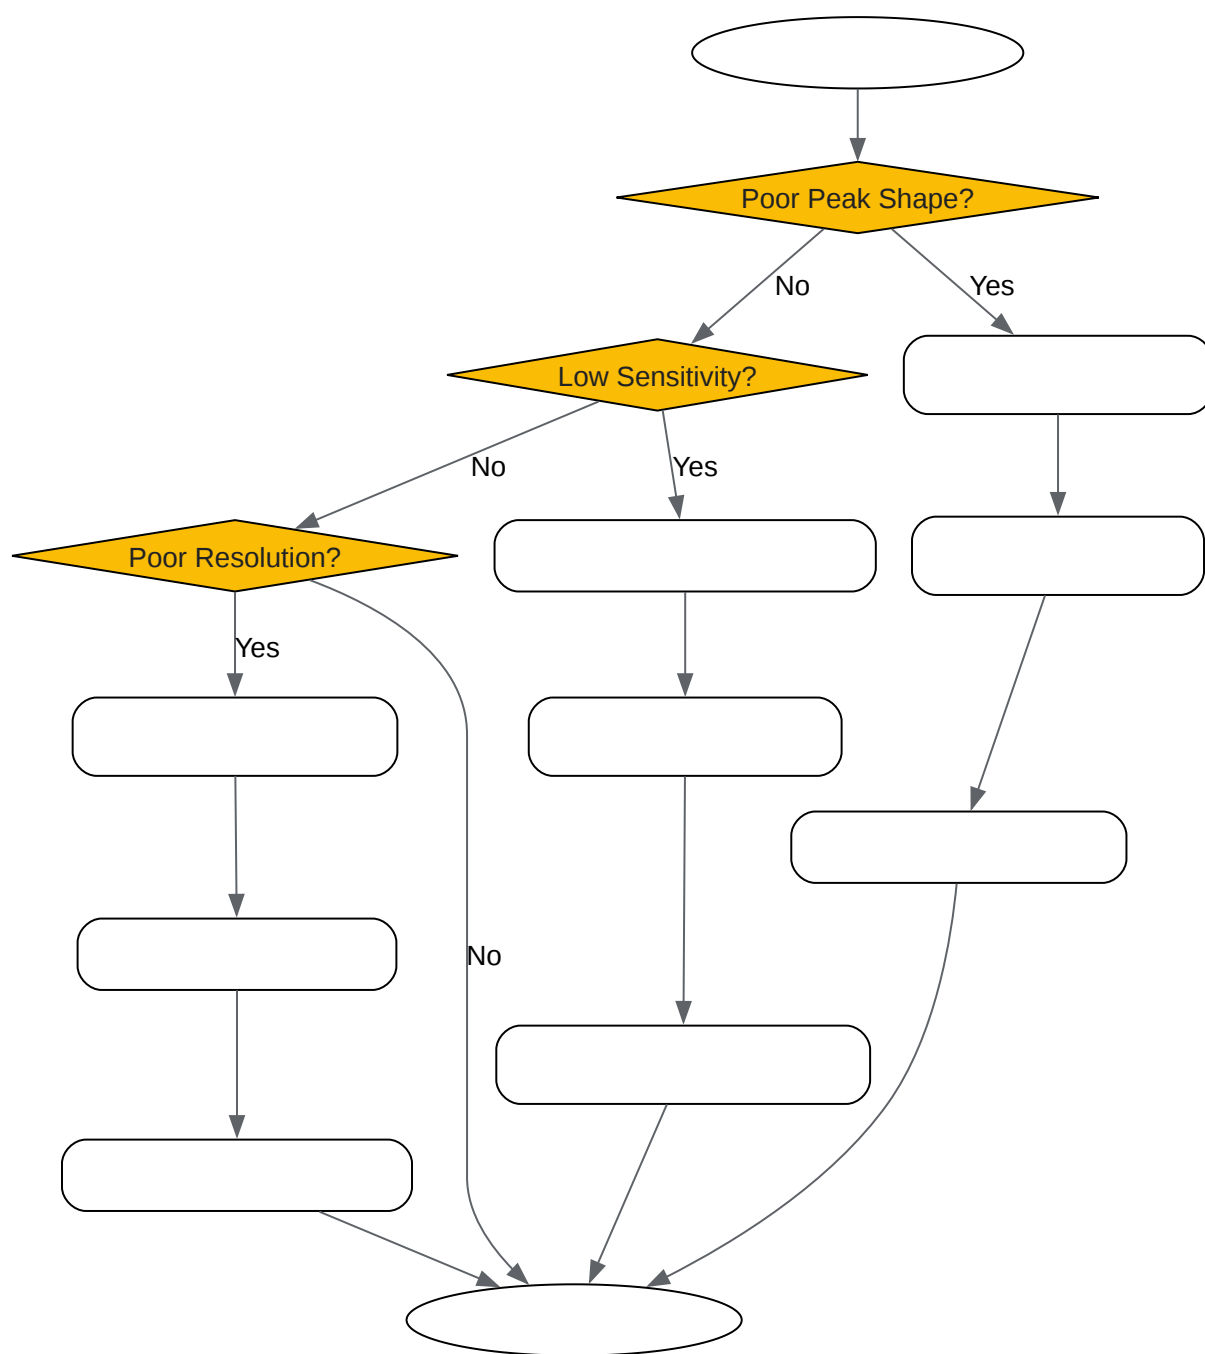 Poor Peak Shape?
No
Yes
Low Sensitivity?
No
Yes
Poor Resolution?
Yes
No